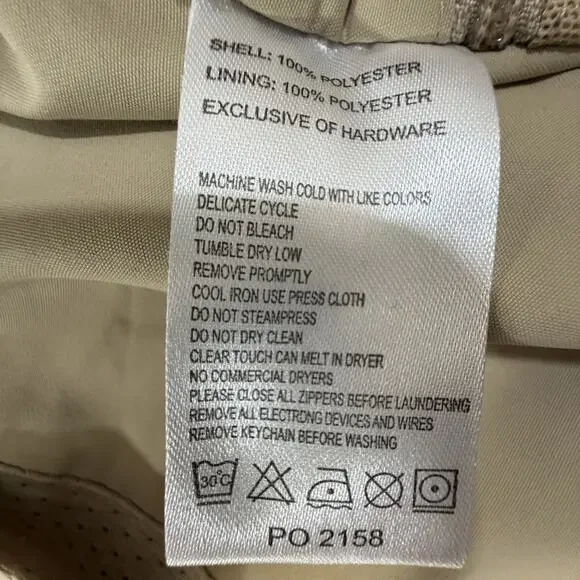 SHELL: 100% POLYESTER
LINING: 100% POLYESTER
EXCLUSIVE OF HARDWARE
MACHINE WASH COLD WITH LIKE COLORS
DELICATE CYCLE
DO NOT BLEACH
TUMBLE DRY LOW
REMOVE PROMPTLY
COOL IRON USE PRESS CLOTH
DO NOT STEAMPRESS
DO NOT DRY CLEAN
CLEAR TOUCH CAN MELT IN DRYER
NO COMMERCIAL DRYERS
PLEASE CLOSE ALL ZIPPERS BEFORE LAUNDERING
REMOVE ALL ELECTRONG DEVICES AND WIRES
REMOVE KEYCHAIN BEFORE WASHING
30°C
PO 2158